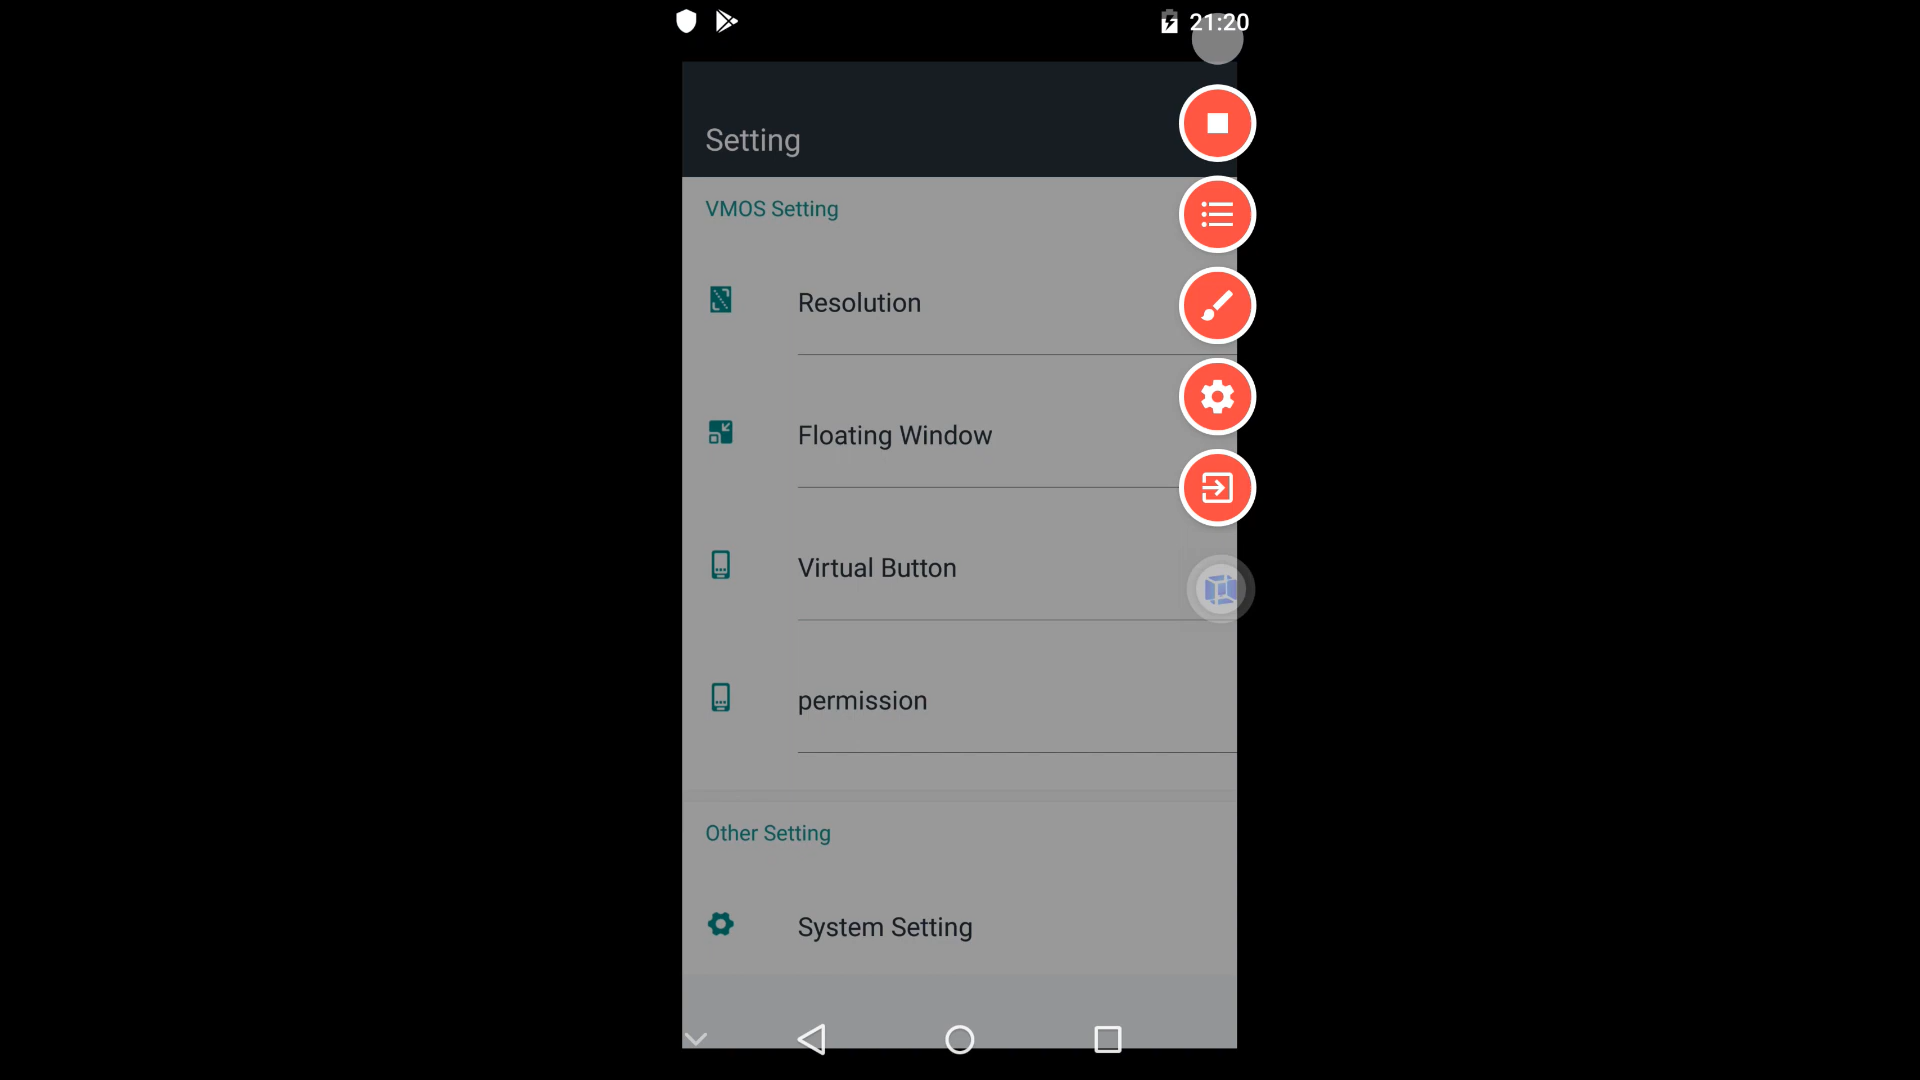 21:20
Setting
VMOS Setting
Resolution
Floating Window
Virtual Button
permission
Other Setting
System Setting